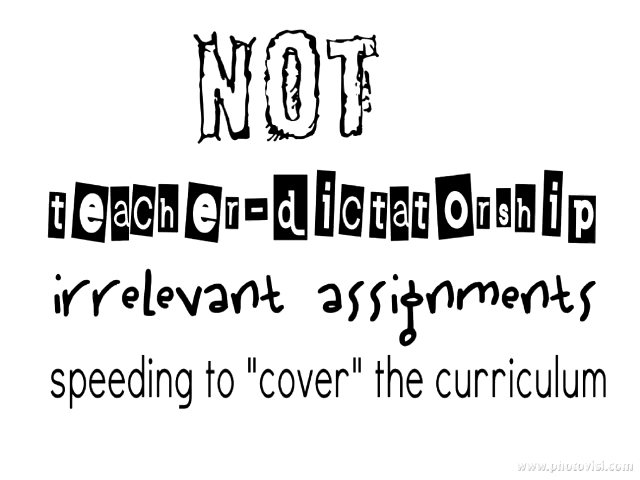 NOT
teacher-dictatorship
irrelevant assignments
speeding to "cover" the curriculum
www.photovisi.com